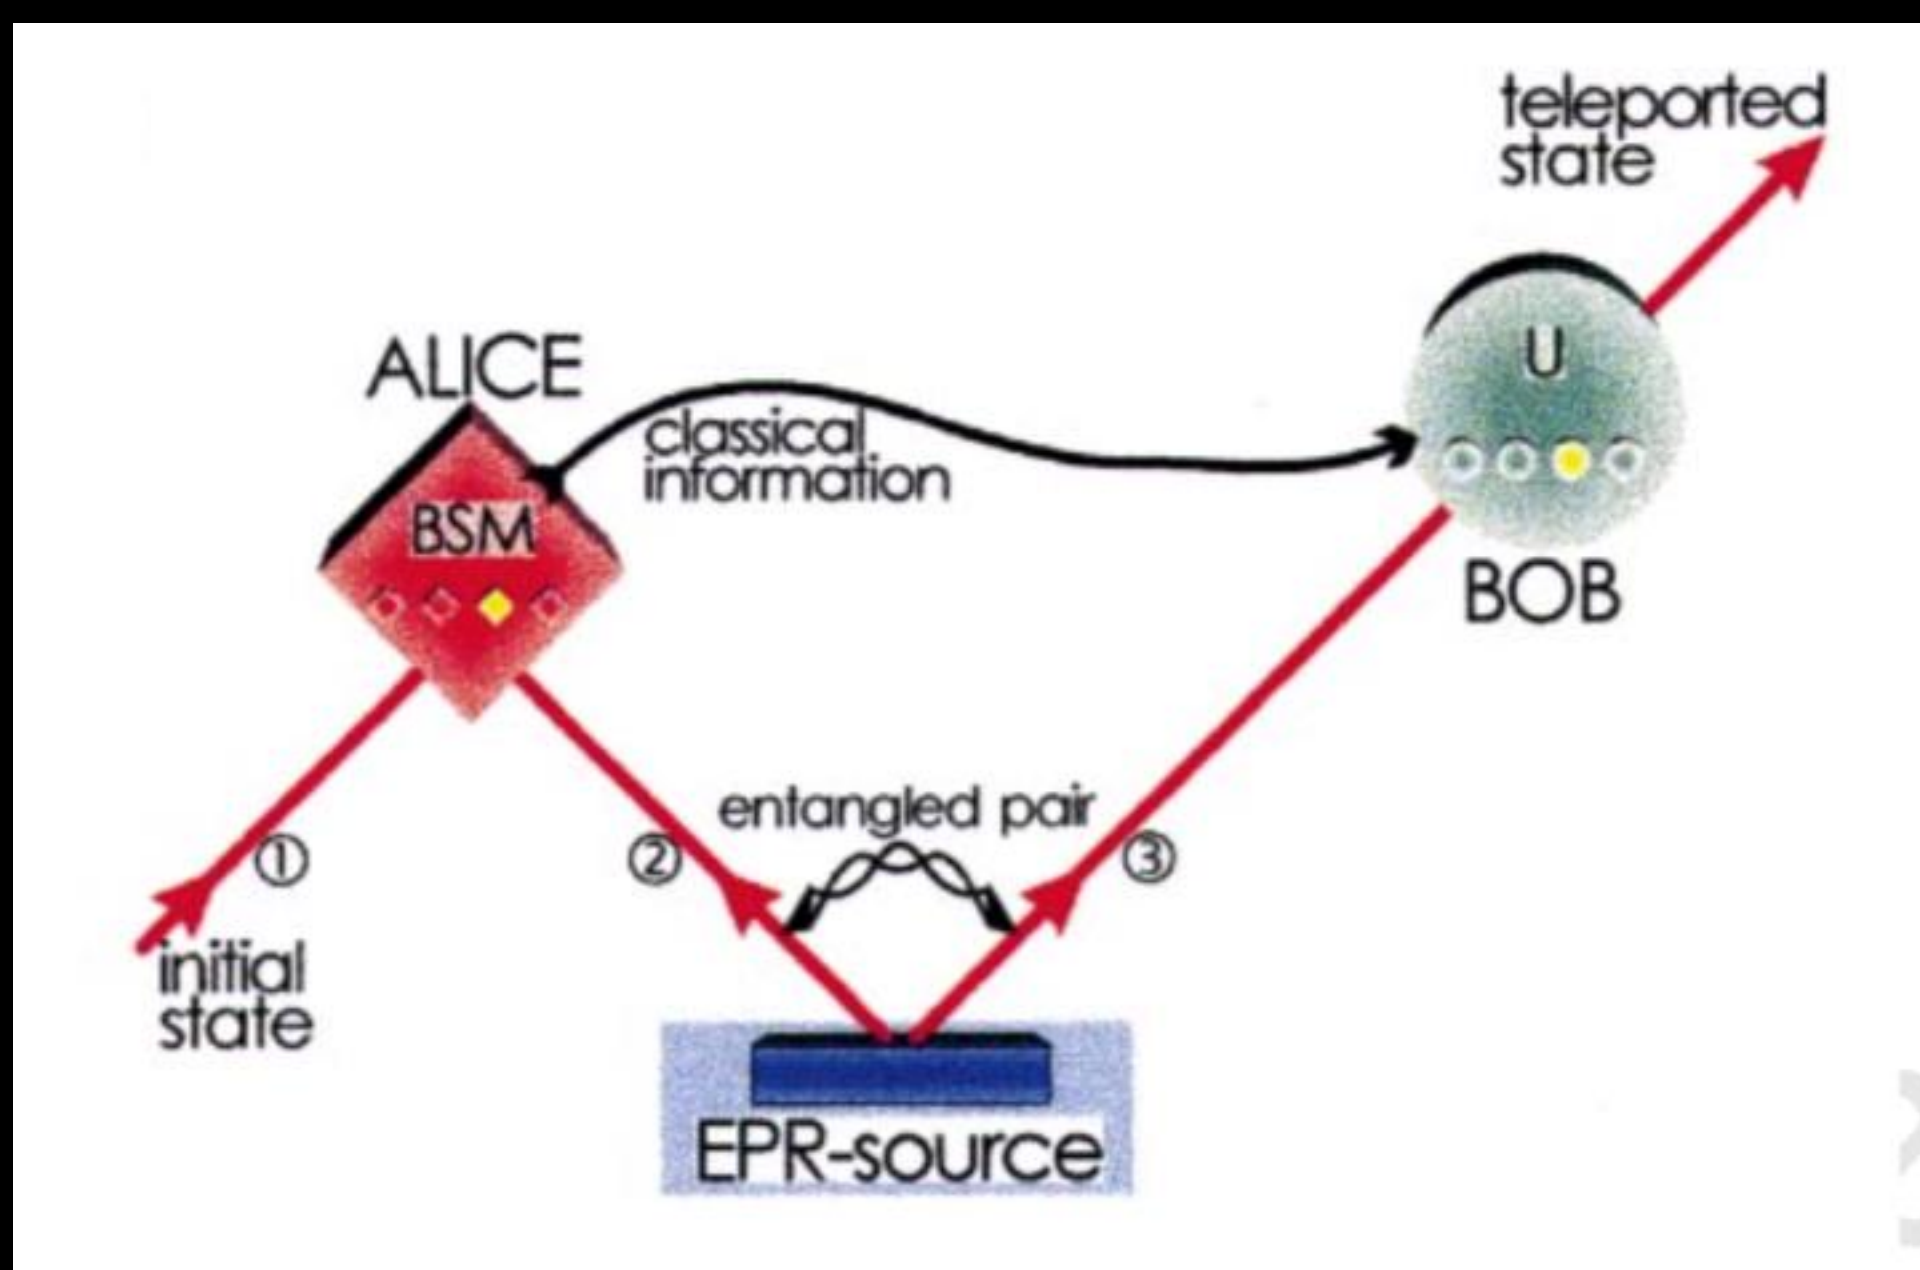 teleported
state
ALICE
U
classical
information
BSM
BOB
entangled pair
①
②
③
initial
state
EPR-source